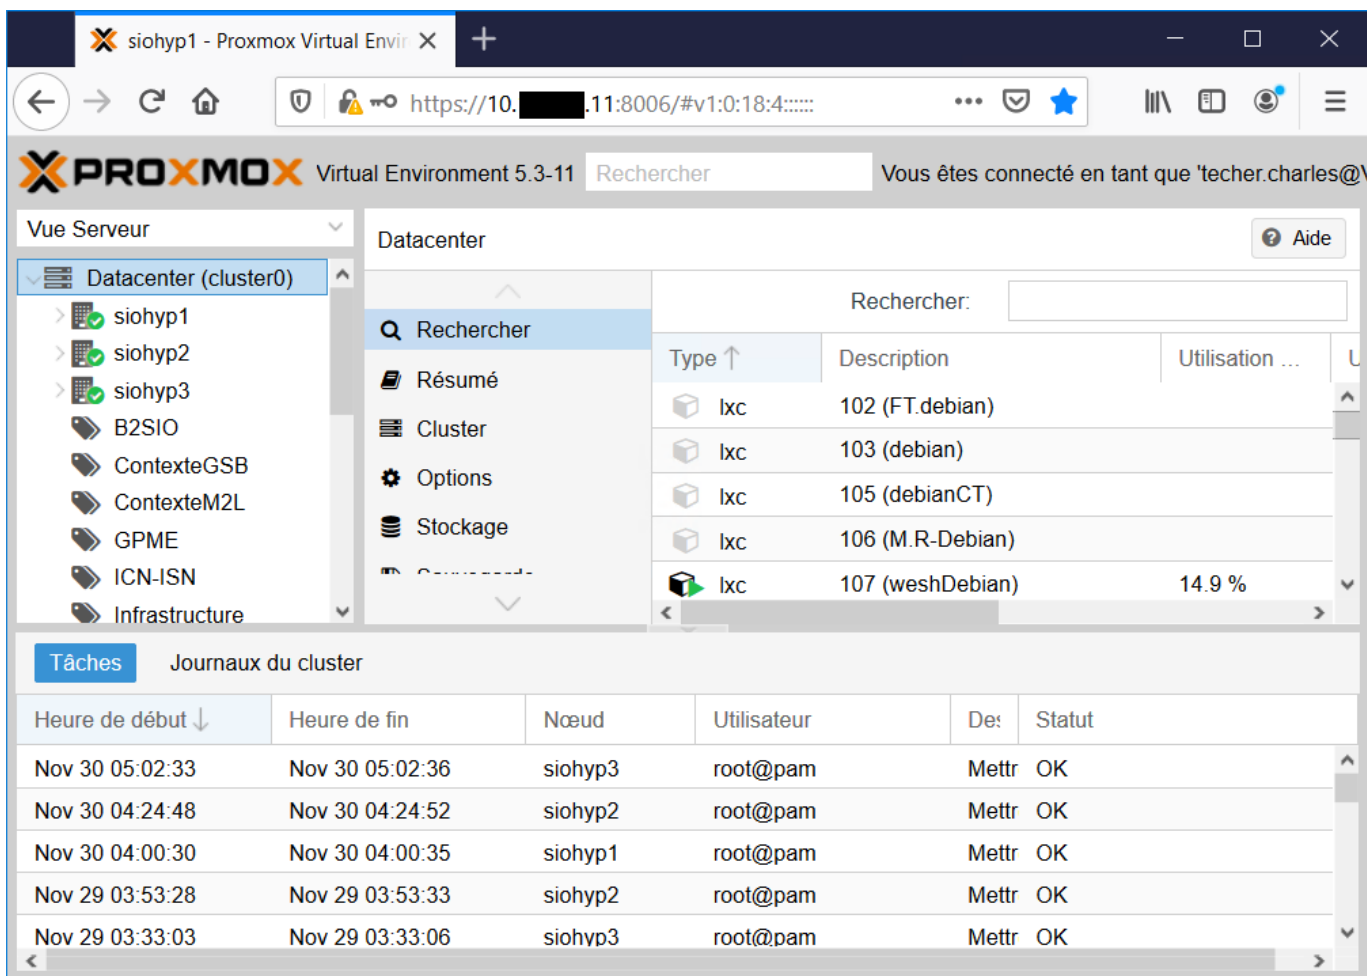 siohyp1 - Proxmox Virtual Envir
https://10. .11:8006/#v1:0:18:4::::::
PROXMOX Virtual Environment 5.3-11 Rechercher Vous êtes connecté en tant que 'techer.charles@
Vue Serveur
Datacenter
Aide
Datacenter (cluster0)
siohyp1
siohyp2
siohyp3
B2SIO
ContexteGSB
ContexteM2L
GPME
ICN-ISN
Infrastructure
Rechercher
Résumé
Cluster
Options
Stockage
Rechercher:
Type Description Utilisation ... U
lxc 102 (FT.debian)
lxc 103 (debian)
lxc 105 (debianCT)
lxc 106 (M.R-Debian)
lxc 107 (weshDebian) 14.9 %
Tâches Journaux du cluster
Heure de début Heure de fin Nœud Utilisateur Des Statut
Nov 30 05:02:33 Nov 30 05:02:36 siohyp3 root@pam Mettr OK
Nov 30 04:24:48 Nov 30 04:24:52 siohyp2 root@pam Mettr OK
Nov 30 04:00:30 Nov 30 04:00:35 siohyp1 root@pam Mettr OK
Nov 29 03:53:28 Nov 29 03:53:33 siohyp2 root@pam Mettr OK
Nov 29 03:33:03 Nov 29 03:33:06 siohyp3 root@pam Mettr OK